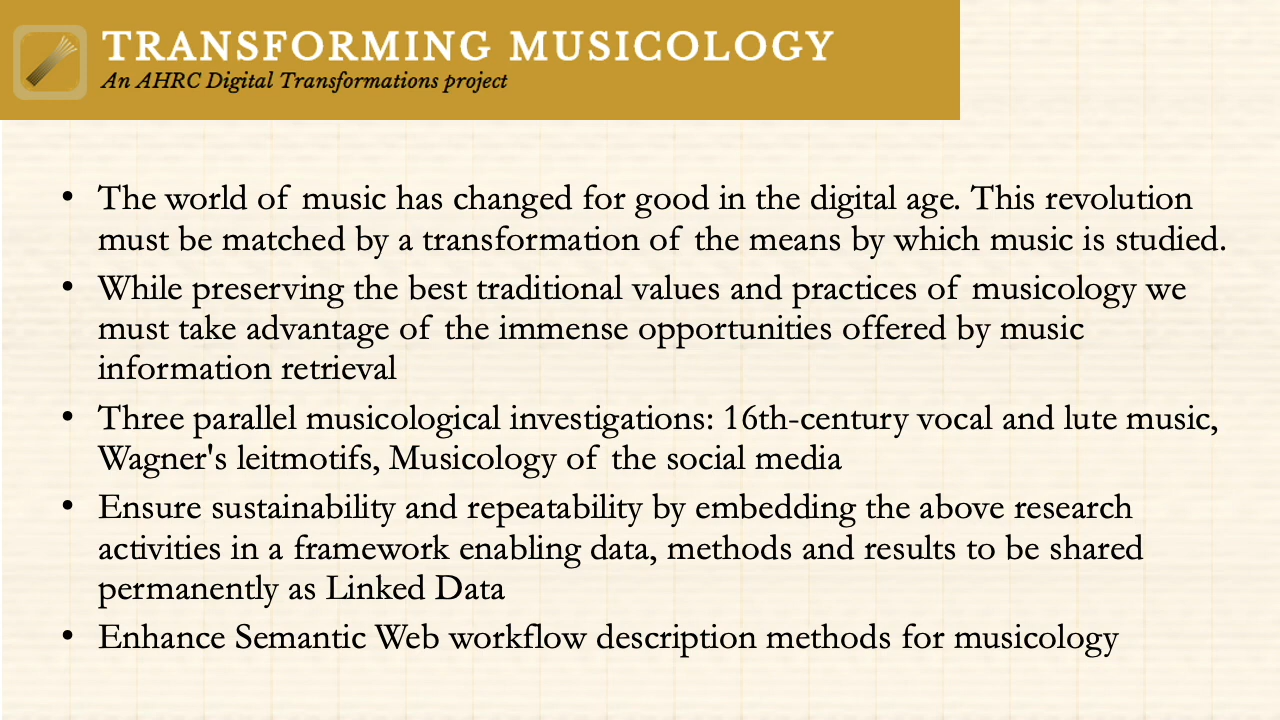 TRANSFORMING MUSICOLOGY
An AHRC Digital Transformations project
• The world of music has changed for good in the digital age. This revolution
must be matched by a transformation of the means by which music is studied.
• While preserving the best traditional values and practices of musicology we
must take advantage of the immense opportunities offered by music
information retrieval
• Three parallel musicological investigations: 16th-century vocal and lute music,
Wagner's leitmotifs, Musicology of the social media
• Ensure sustainability and repeatability by embedding the above research
activities in a framework enabling data, methods and results to be shared
permanently as Linked Data
• Enhance Semantic Web workflow description methods for musicology